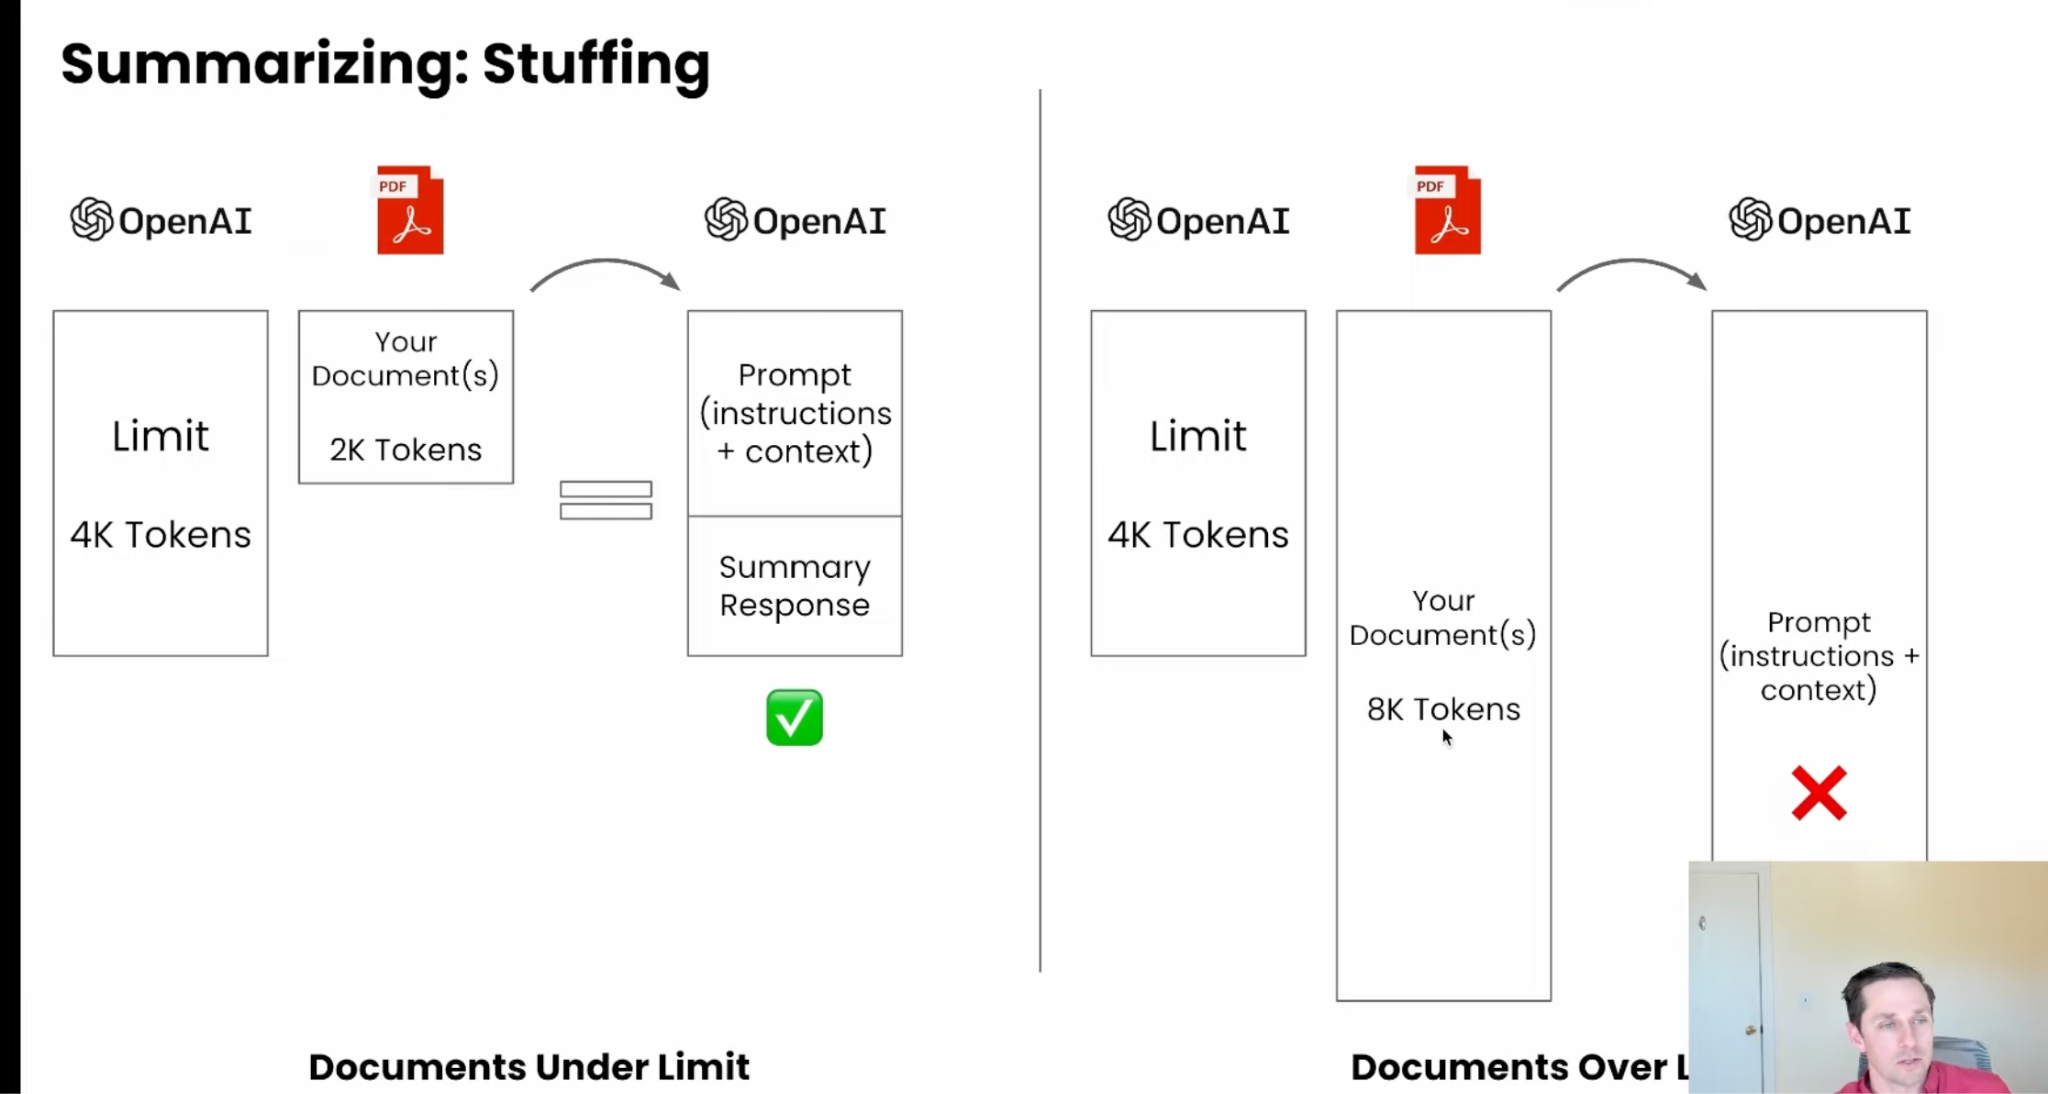 Summarizing: Stuffing
OpenAI
PDF
OpenAI
Limit
4K Tokens
Your
Document(s)
2K Tokens
Prompt
(instructions
+ context)
Summary
Response
Documents Under Limit
OpenAI
PDF
OpenAI
Limit
4K Tokens
Your
Document(s)
8K Tokens
Prompt
(instructions +
context)
Documents Over L